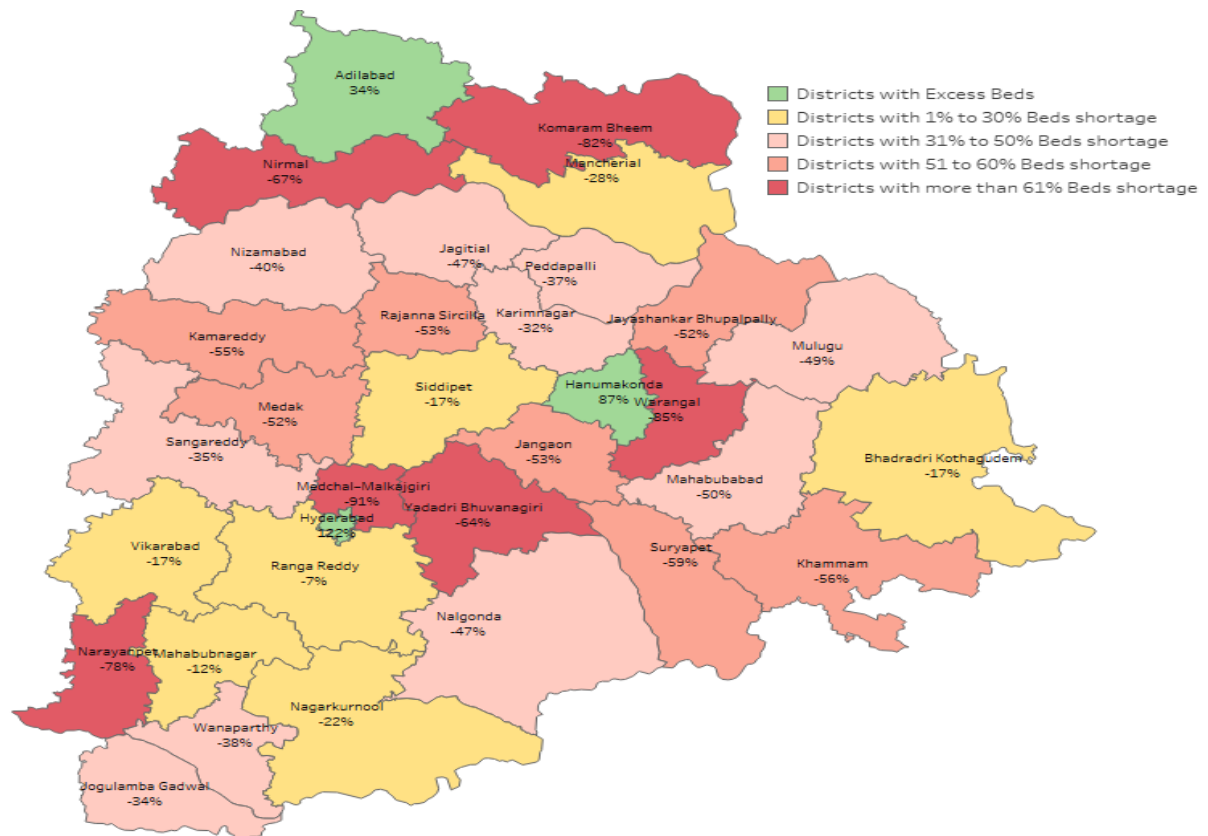 Adilabad
34%
Districts with Excess Beds
Districts with 1% to 30% Beds shortage
Districts with 31% to 50% Beds shortage
Districts with 51 to 60% Beds shortage
Districts with more than 61% Beds shortage
Komaram Bheem
-82%
Nirmal
-67%
Mancherial
-28%
Nizamabad
-40%
Jagitial
-47%
Peddapalli
-37%
Rajanna Sircilla
-53%
Karimnagar
-32%
Jayashankar Bhupalpally
-52%
Kamareddy
-55%
Mulugu
-49%
Siddipet
-17%
Hanumakonda
87%
Warangal
-85%
Medak
-52%
Sangareddy
-35%
Jangaon
-53%
Bhadradri Kothagudem
-17%
Mahabubabad
-50%
Medchal-Malkajgiri
-91%
Yadadri Bhuvanagiri
-64%
Hyderabad
122%
Vikarabad
-17%
Ranga Reddy
-7%
Suryapet
-59%
Khammam
-56%
Nalgonda
-47%
Narayanpet
-78%
Mahabubnagar
-12%
Nagarkurnool
-22%
Wanaparthy
-38%
Jogulamba Gadwal
-34%